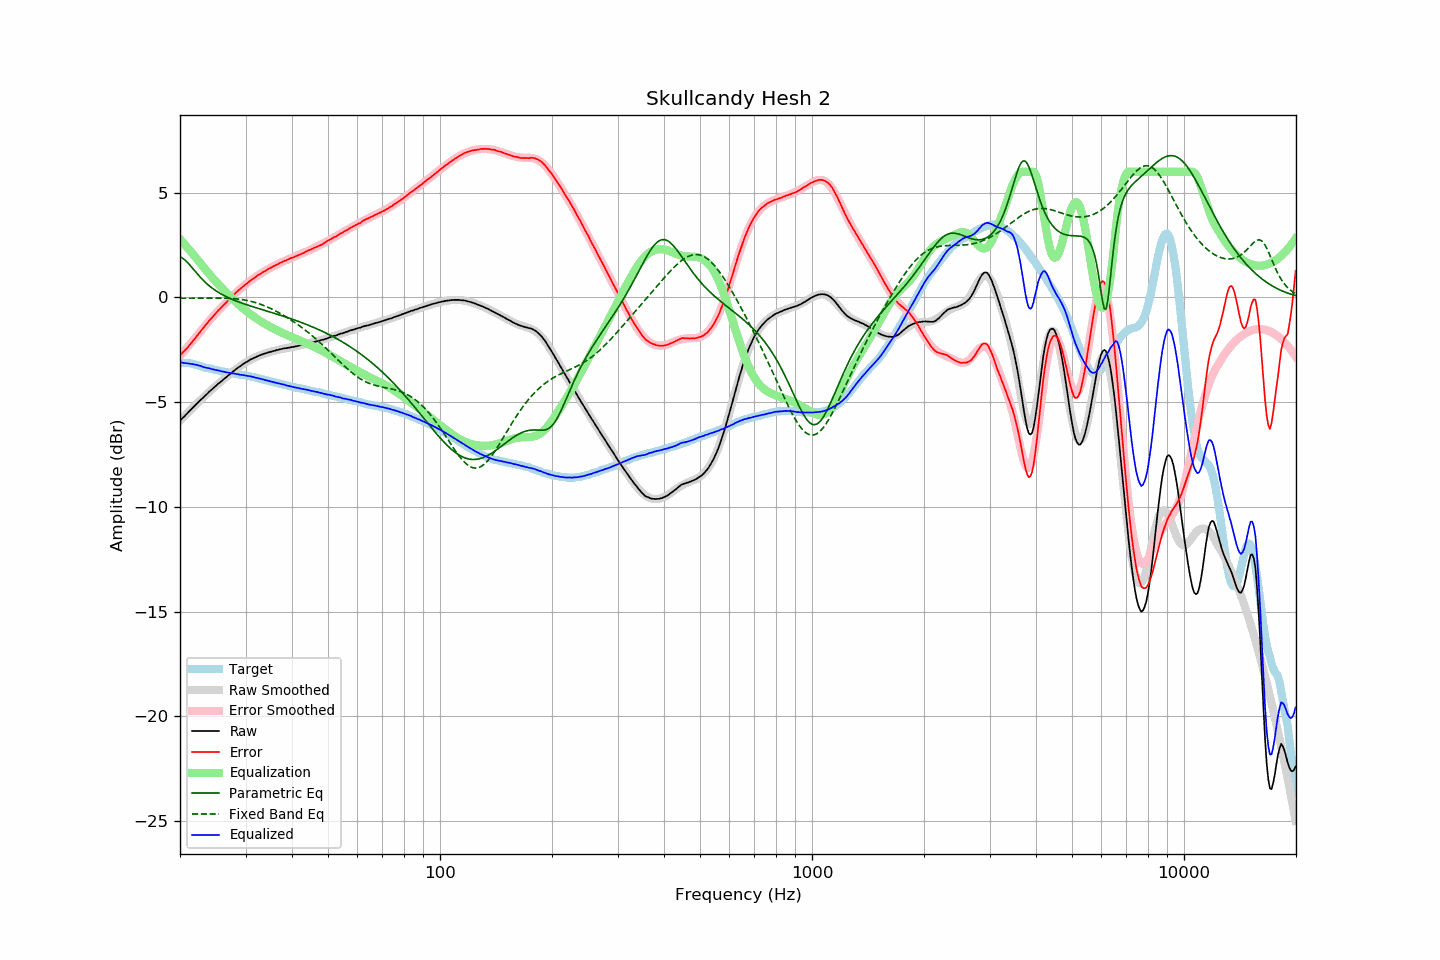 Skullcandy Hesh 2
Amplitude (dBr)
5
0
−5
−10
−15
−20
−25
Target
Raw Smoothed
Error Smoothed
Raw
Error
Equalization
Parametric Eq
Fixed Band Eq
Equalized
100
1000
10000
Frequency (Hz)